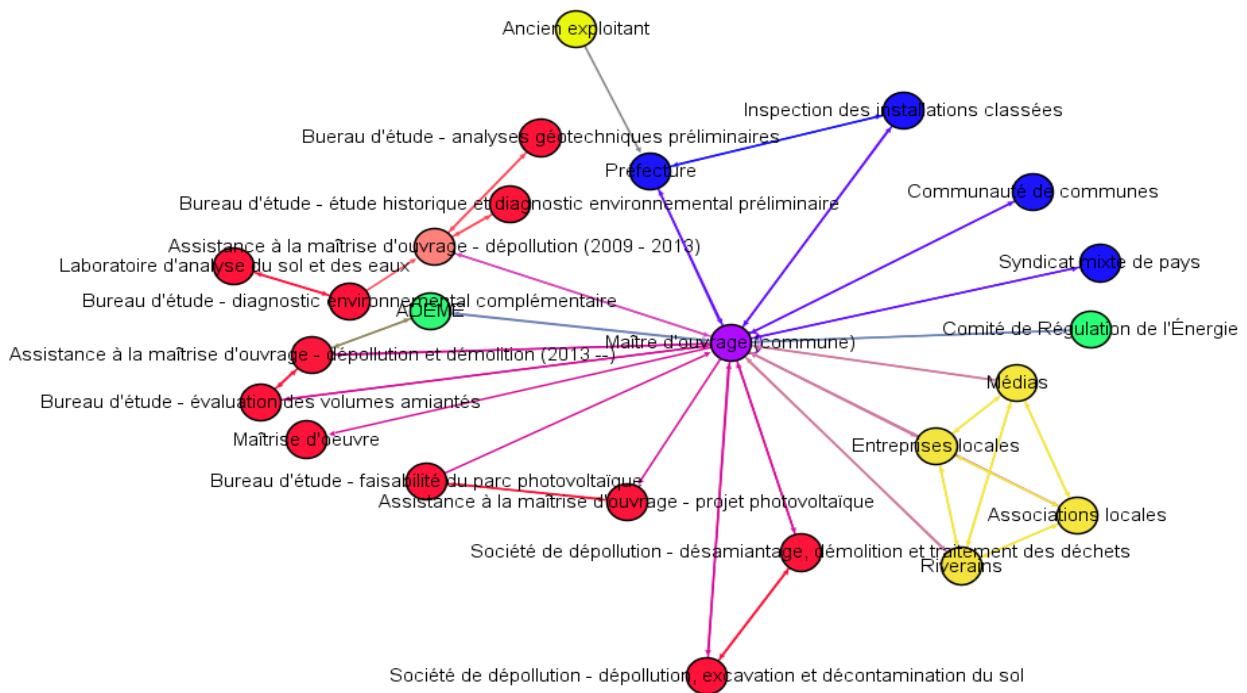 Ancien exploitant
Inspection des installations classées
Buerau d'étude - analyses géotechniques préliminaires
Préfecture
Communauté de communes
Bureau d'étude - étude historique et diagnostic environnemental préliminaire
Assistance à la maîtrise d'ouvrage - dépollution (2009 - 2013)
Laboratoire d'analyse du sol et des eaux
Syndicat mixte de pays
Bureau d'étude - diagnostic environnemental complémentaire
ADEME
Comité de Régulation de l'Énergie
Maître d'ouvrage (commune)
Assistance à la maîtrise d'ouvrage - dépollution et démolition (2013 --)
Médias
Bureau d'étude - évaluation des volumes amiantés
Maîtrise d'oeuvre
Entreprises locales
Bureau d'étude - faisabilité du parc photovoltaïque
Assistance à la maîtrise d'ouvrage - projet photovoltaïque
Associations locales
Société de dépollution - désamiantage, démolition et traitement des déchets
Riverains
Société de dépollution - dépollution, excavation et décontamination du sol